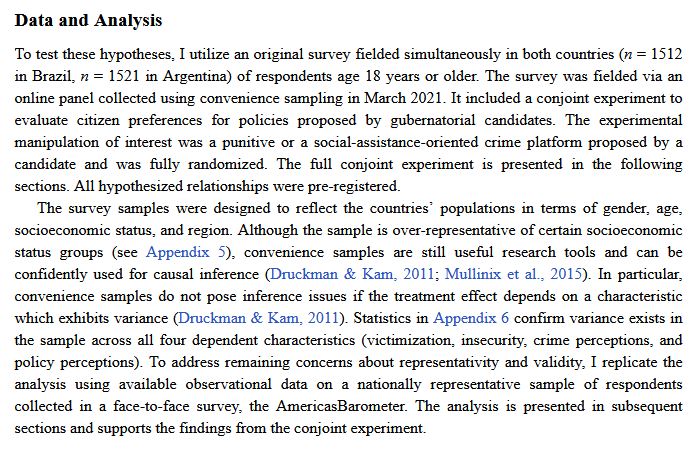 Data and Analysis
To test these hypotheses, I utilize an original survey fielded simultaneously in both countries (n = 1512
in Brazil, n = 1521 in Argentina) of respondents age 18 years or older. The survey was fielded via an
online panel collected using convenience sampling in March 2021. It included a conjoint experiment to
evaluate citizen preferences for policies proposed by gubernatorial candidates. The experimental
manipulation of interest was a punitive or a social-assistance-oriented crime platform proposed by a
candidate and was fully randomized. The full conjoint experiment is presented in the following
sections. All hypothesized relationships were pre-registered.
The survey samples were designed to reflect the countries’ populations in terms of gender, age,
socioeconomic status, and region. Although the sample is over-representative of certain socioeconomic
status groups (see Appendix 5), convenience samples are still useful research tools and can be
confidently used for causal inference (Druckman & Kam, 2011; Mullinix et al., 2015). In particular,
convenience samples do not pose inference issues if the treatment effect depends on a characteristic
which exhibits variance (Druckman & Kam, 2011). Statistics in Appendix 6 confirm variance exists in
the sample across all four dependent characteristics (victimization, insecurity, crime perceptions, and
policy perceptions). To address remaining concerns about representativity and validity, I replicate the
analysis using available observational data on a nationally representative sample of respondents
collected in a face-to-face survey, the AmericasBarometer. The analysis is presented in subsequent
sections and supports the findings from the conjoint experiment.